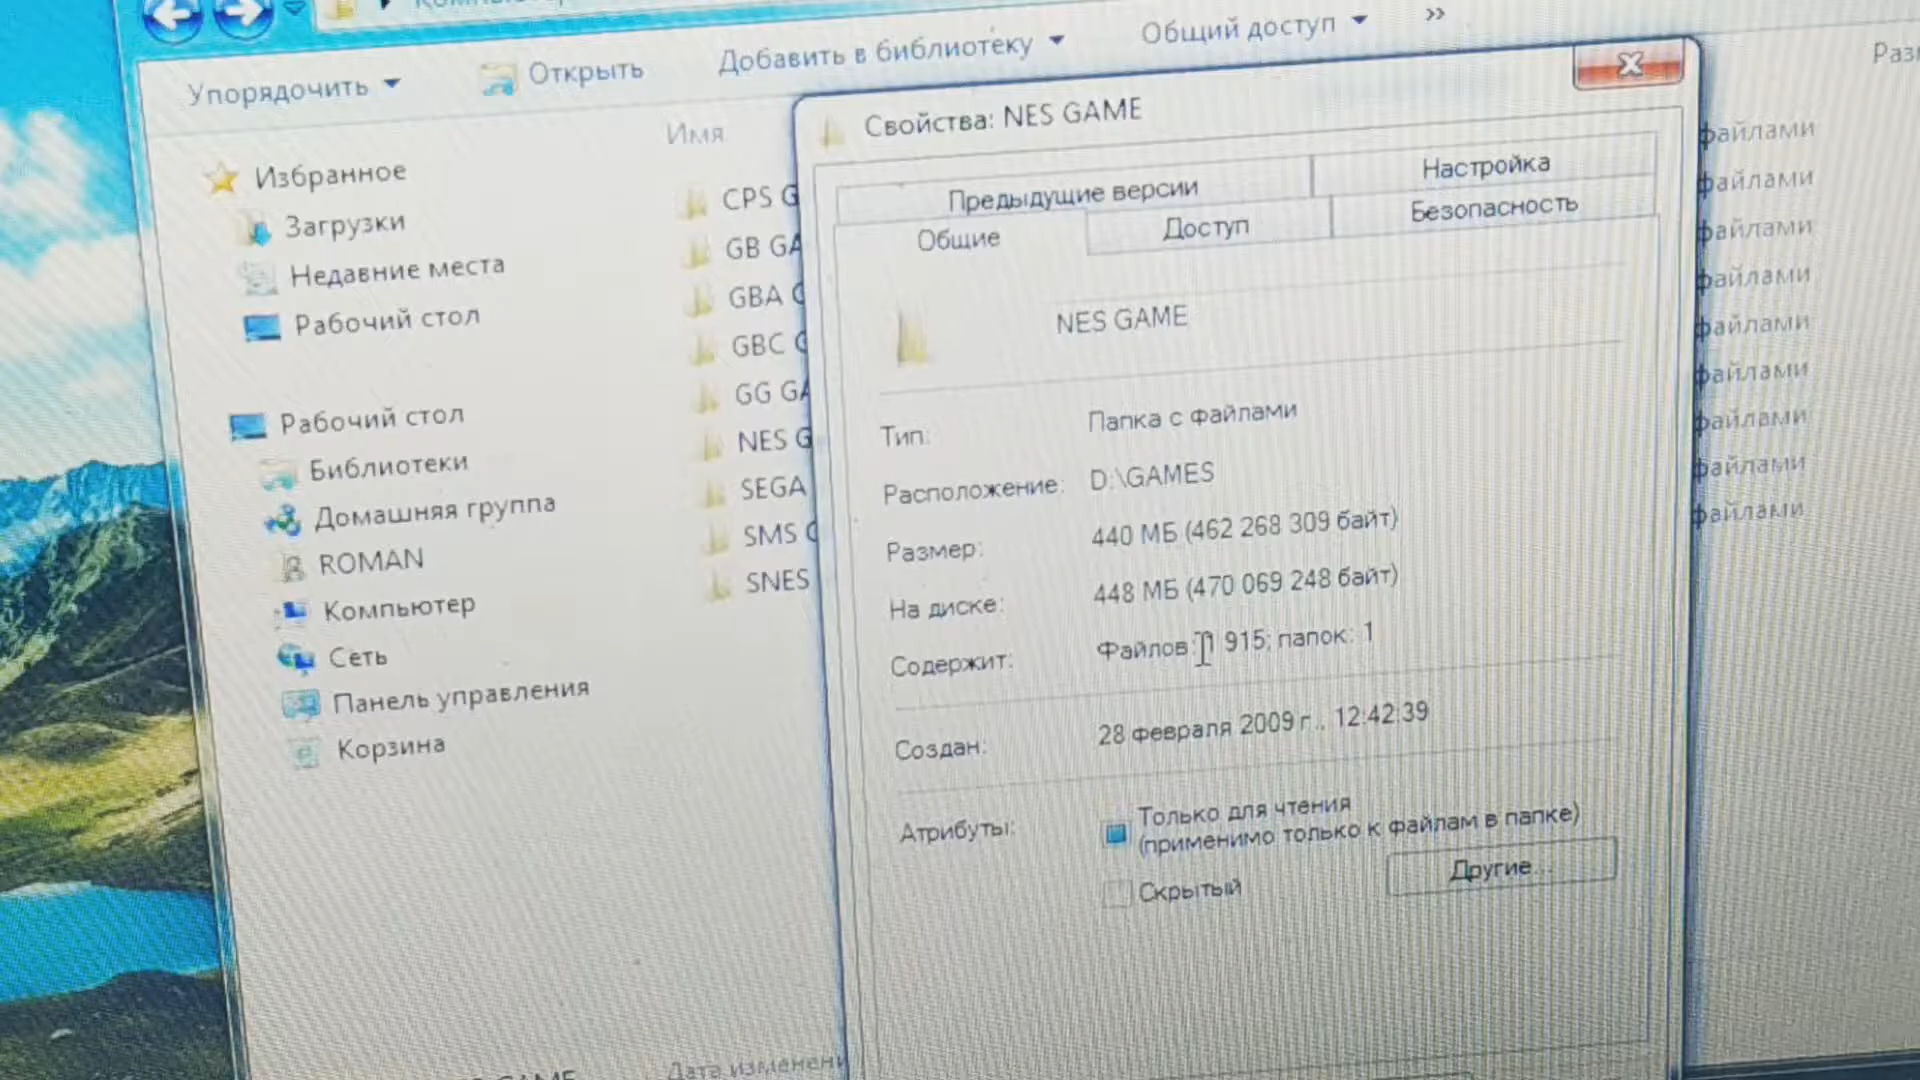 Упорядочить
Открыть
Добавить в библиотеку
Общий доступ
»
Имя
Избранное
Загрузки
Недавние места
Рабочий стол
Рабочий стол
Библиотеки
Домашняя группа
ROMAN
Компьютер
Сеть
Панель управления
Корзина
CPS G
GB GA
GBA
GBC
GG GA
NES G
SEGA
SMS
SNES
Свойства: NES GAME
Предыдущие версии
Настройка
Общие
Доступ
Безопасность
NES GAME
Тип:
Папка с файлами
Расположение:
D:\GAMES
Размер:
440 МБ (462 268 309 байт)
На диске:
448 МБ (470 069 248 байт)
Содержит:
Файлов: 1 915; папок: 1
Создан:
28 февраля 2009 г., 12:42:39
Атрибуты:
Только для чтения
(применимо только к файлам в папке)
Скрытый
Другие...
Раз
файлами
файлами
файлами
файлами
файлами
файлами
файлами
файлами
файлами
Дата изменени